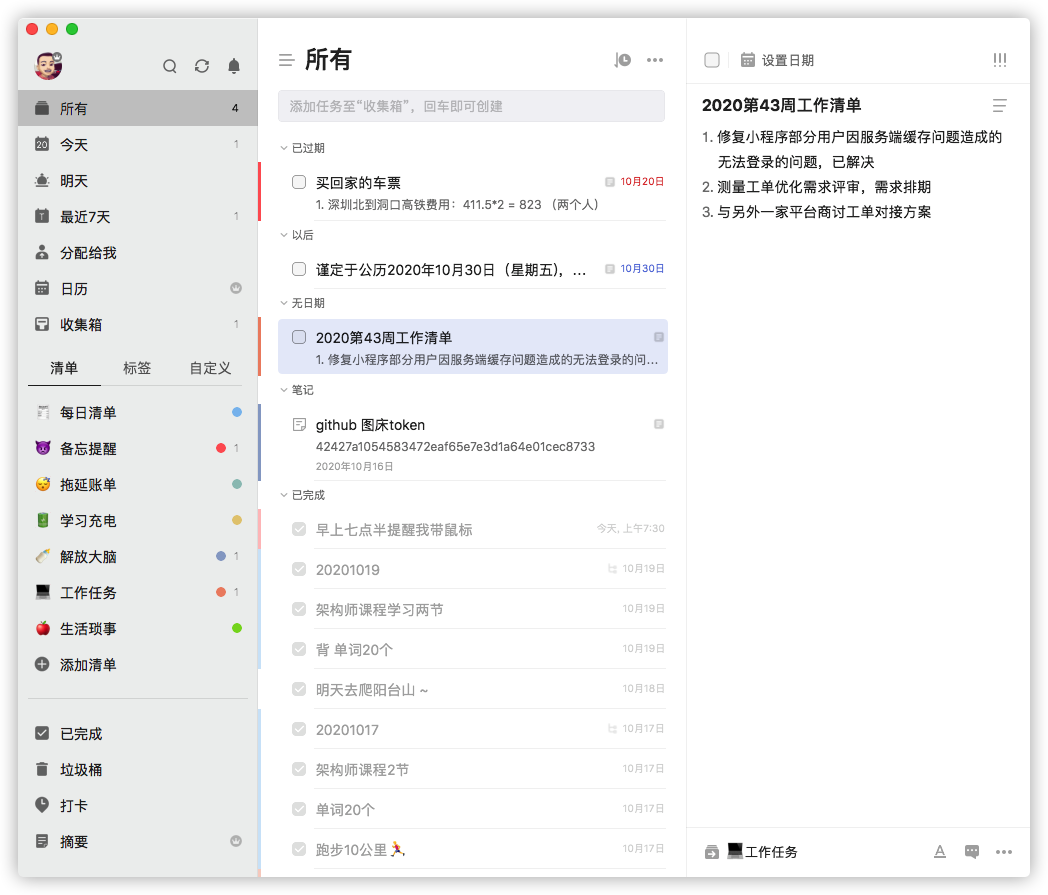 所有 4
20 今天 1
明天
T 最近7天 1
分配给我
日历
收集箱 1
清单 标签 自定义
每日清单
备忘提醒 1
拖延账单
学习充电
解放大脑 1
工作任务 1
生活琐事
添加清单
已完成
垃圾桶
打卡
摘要
所有
添加任务至“收集箱”，回车即可创建
已过期
买回家的车票 10月20日
1. 深圳北到洞口高铁费用：411.5*2 = 823 （两个人）
以后
谨定于公历2020年10月30日（星期五)，... 10月30日
无日期
2020第43周工作清单
1. 修复小程序部分用户因服务端缓存问题造成的无法登录的问...
笔记
github 图床token
42427a1054583472eaf65e7e3d1a64e01cec8733
2020年10月16日
已完成
早上七点半提醒我带鼠标 今天, 上午7:30
20201019 10月19日
架构师课程学习两节 10月19日
背 单词20个 10月19日
明天去爬阳台山 ~ 10月18日
20201017 10月17日
架构师课程2节 10月17日
单词20个 10月17日
跑步10公里 10月17日
设置日期
2020第43周工作清单
1. 修复小程序部分用户因服务端缓存问题造成的
无法登录的问题，已解决
2. 测量工单优化需求评审，需求排期
3. 与另外一家平台商讨工单对接方案
工作任务 A